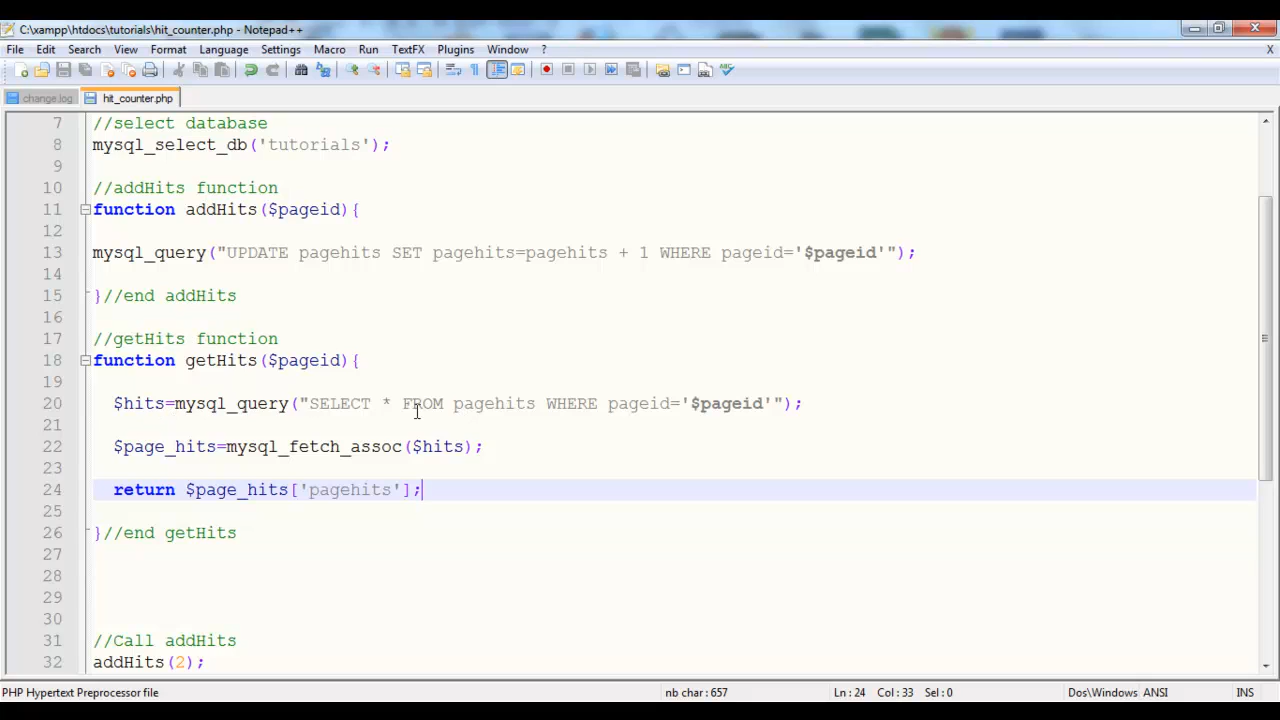 C:\xampp\htdocs\tutorials\hit_counter.php - Notepad++
File Edit Search View Format Language Settings Macro Run TextFX Plugins Window ? X
change.log hit_counter.php
7 //select database
8 mysql_select_db('tutorials');
9
10 //addHits function
11 function addHits($pageid){
12
13 mysql_query("UPDATE pagehits SET pagehits=pagehits + 1 WHERE pageid='$pageid'");
14
15 }//end addHits
16
17 //getHits function
18 function getHits($pageid){
19
20 $hits=mysql_query("SELECT * FROM pagehits WHERE pageid='$pageid'");
21
22 $page_hits=mysql_fetch_assoc($hits);
23
24 return $page_hits['pagehits'];
25
26 }//end getHits
27
28
29
30
31 //Call addHits
32 addHits(2);
PHP Hypertext Preprocessor file nb char : 657 Ln : 24 Col : 33 Sel : 0 Dos\Windows ANSI INS